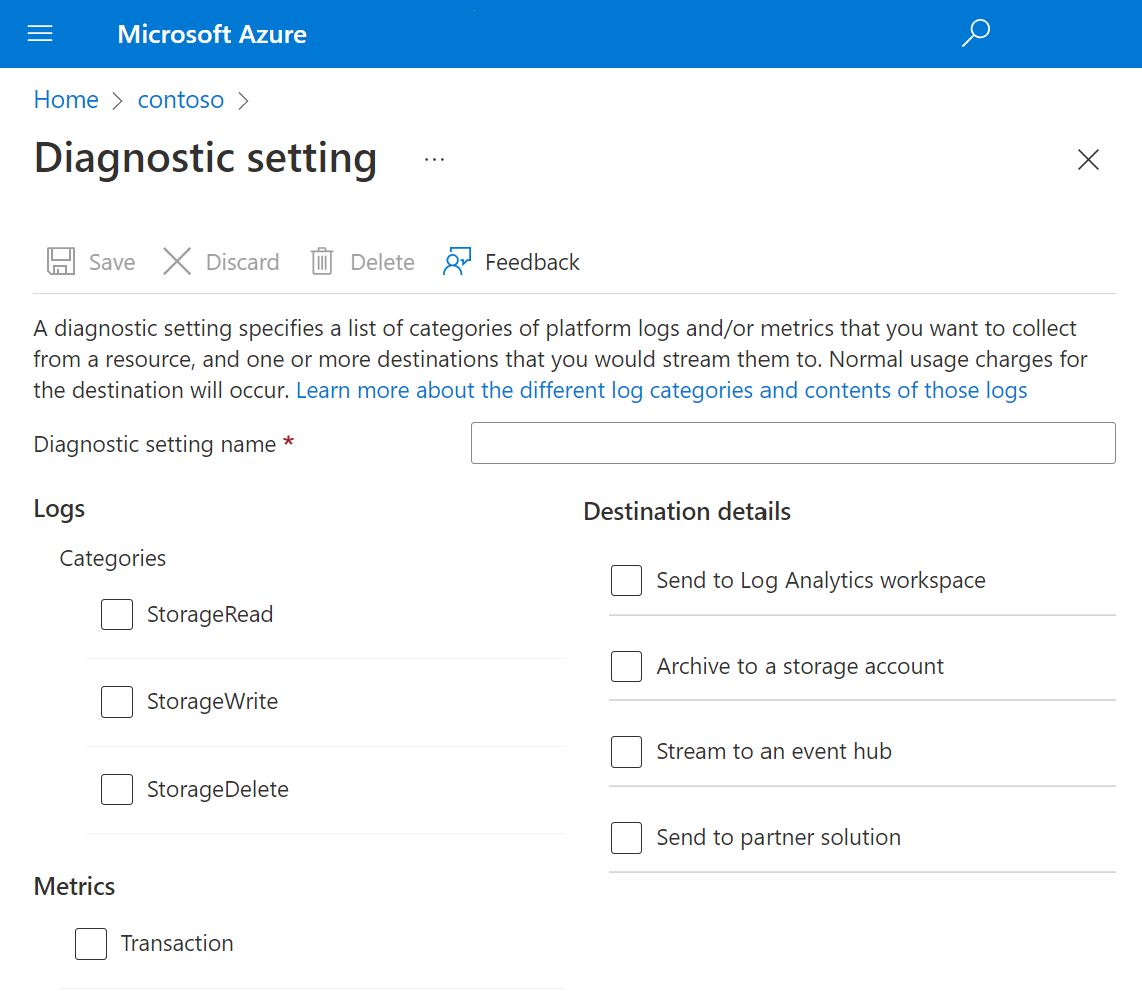 Microsoft Azure
Home > contoso >
Diagnostic setting ...
Save Discard Delete Feedback
A diagnostic setting specifies a list of categories of platform logs and/or metrics that you want to collect
from a resource, and one or more destinations that you would stream them to. Normal usage charges for
the destination will occur. Learn more about the different log categories and contents of those logs
Diagnostic setting name *
Logs
Categories
StorageRead
StorageWrite
StorageDelete
Metrics
Transaction
Destination details
Send to Log Analytics workspace
Archive to a storage account
Stream to an event hub
Send to partner solution